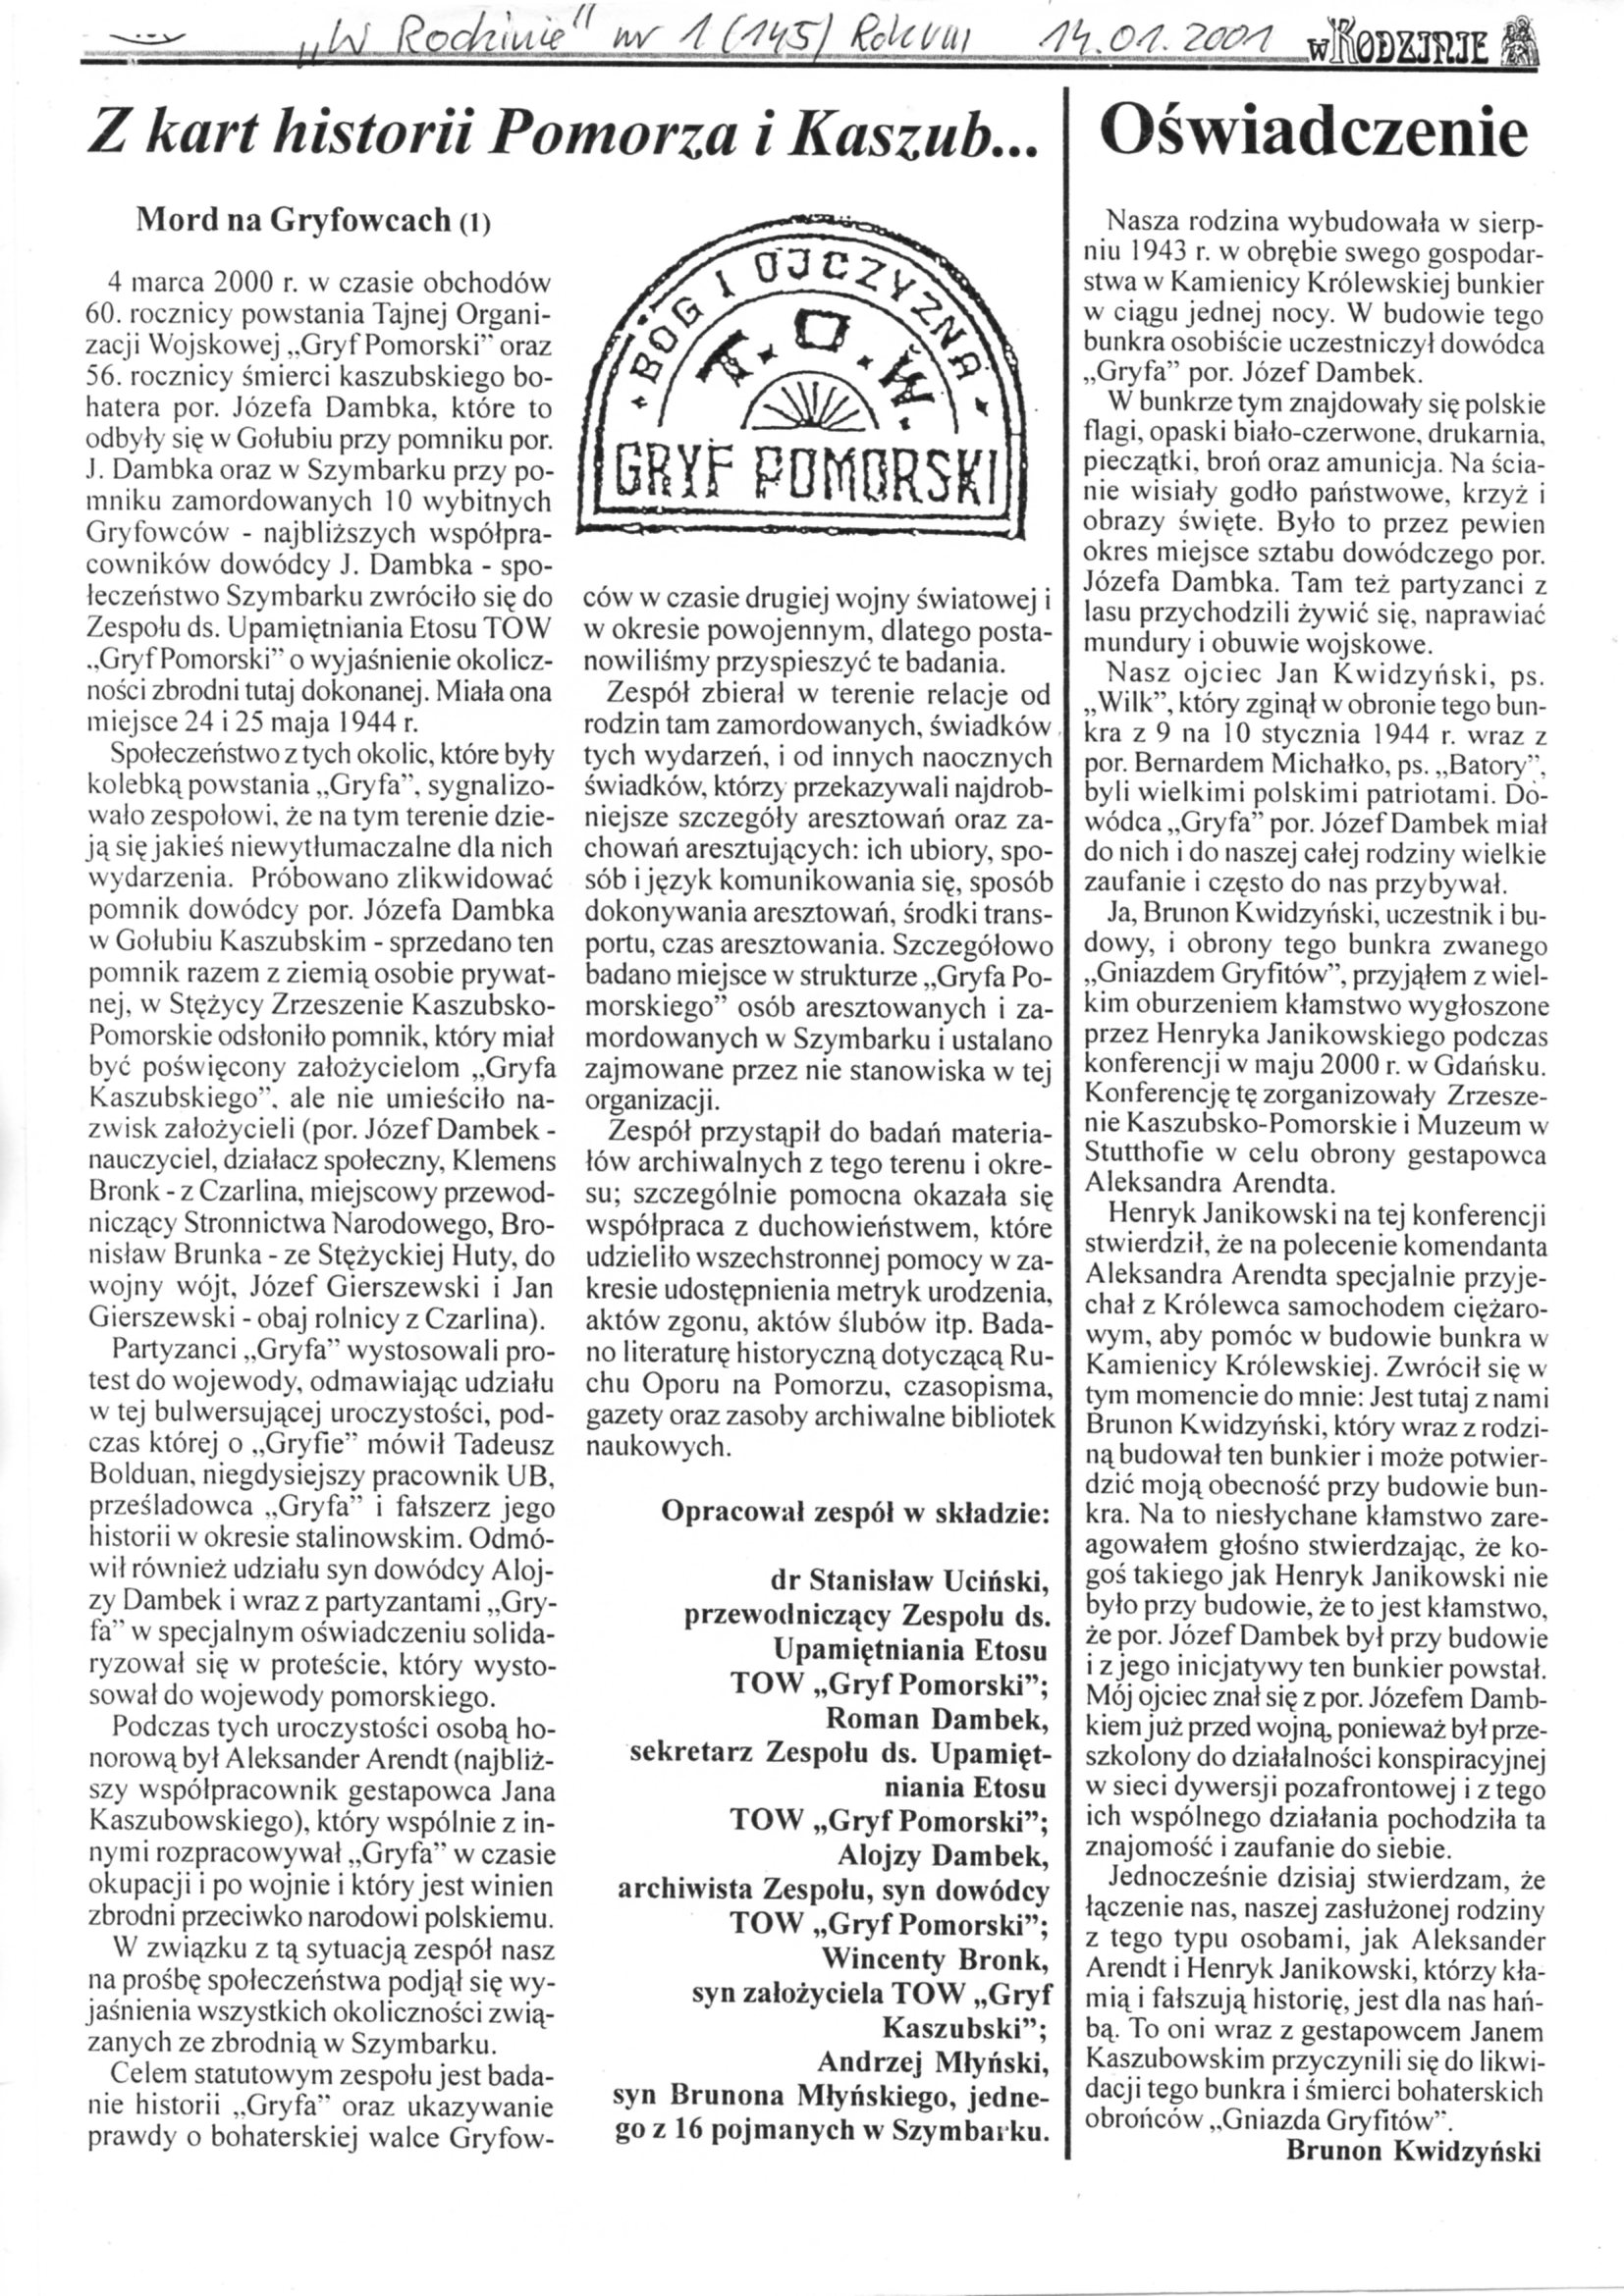 „W Rodzinie" nr 1 (145) Rok VIII 14.01.2001
wRODZINIE
Z kart historii Pomorza i Kaszub...
Mord na Gryfowcach (1)
4 marca 2000 r. w czasie obchodów
60. rocznicy powstania Tajnej Organi-
zacji Wojskowej „Gryf Pomorski” oraz
56. rocznicy śmierci kaszubskiego bo-
hatera por. Józefa Dambka, które to
odbyły się w Gołubiu przy pomniku por.
J. Dambka oraz w Szymbarku przy po-
mniku zamordowanych 10 wybitnych
Gryfowców - najbliższych współpra-
cowników dowódcy J. Dambka - spo-
łeczeństwo Szymbarku zwróciło się do
Zespołu ds. Upamiętniania Etosu TOW
„Gryf Pomorski” o wyjaśnienie okolicz-
ności zbrodni tutaj dokonanej. Miała ona
miejsce 24 i 25 maja 1944 r.
Społeczeństwo z tych okolic, które były
kolebką powstania „Gryfa”, sygnalizo-
wało zespołowi, że na tym terenie dzie-
ją się jakieś niewytłumaczalne dla nich
wydarzenia. Próbowano zlikwidować
pomnik dowódcy por. Józefa Dambka
w Gołubiu Kaszubskim - sprzedano ten
pomnik razem z ziemią osobie prywat-
nej, w Stężycy Zrzeszenie Kaszubsko-
Pomorskie odsłoniło pomnik, który miał
być poświęcony założycielom „Gryfa
Kaszubskiego”, ale nie umieściło na-
zwisk założycieli (por. Józef Dambek -
nauczyciel, działacz społeczny, Klemens
Bronk - z Czarlina, miejscowy przewod-
niczący Stronnictwa Narodowego, Bro-
nisław Brunka - ze Stężyckiej Huty, do
wojny wójt, Józef Gierszewski i Jan
Gierszewski - obaj rolnicy z Czarlina).
Partyzanci „Gryfa” wystosowali pro-
test do wojewody, odmawiając udziału
w tej bulwersującej uroczystości, pod-
czas której o „Gryfie” mówił Tadeusz
Bolduan, niegdysiejszy pracownik UB,
prześladowca „Gryfa” i fałszerz jego
historii w okresie stalinowskim. Odmó-
wił również udziału syn dowódcy Aloj-
zy Dambek i wraz z partyzantami „Gry-
fa” w specjalnym oświadczeniu solida-
ryzował się w proteście, który wysto-
sował do wojewody pomorskiego.
Podczas tych uroczystości osobą ho-
norową był Aleksander Arendt (najbliż-
szy współpracownik gestapowca Jana
Kaszubowskiego), który wspólnie z in-
nymi rozpracowywał „Gryfa” w czasie
okupacji i po wojnie i który jest winien
zbrodni przeciwko narodowi polskiemu.
W związku z tą sytuacją zespół nasz
na prośbę społeczeństwa podjął się wy-
jaśnienia wszystkich okoliczności zwią-
zanych ze zbrodnią w Szymbarku.
Celem statutowym zespołu jest bada-
nie historii „Gryfa” oraz ukazywanie
prawdy o bohaterskiej walce Gryfow-
BÓG I OJCZYZNA
T.O.W.
GRYF POMORSKI
ców w czasie drugiej wojny światowej i
w okresie powojennym, dlatego posta-
nowiliśmy przyspieszyć te badania.
Zespół zbierał w terenie relacje od
rodzin tam zamordowanych, świadków
tych wydarzeń, i od innych naocznych
świadków, którzy przekazywali najdrob-
niejsze szczegóły aresztowań oraz za-
chowań aresztujących: ich ubiory, spo-
sób i język komunikowania się, sposób
dokonywania aresztowań, środki trans-
portu, czas aresztowania. Szczegółowo
badano miejsce w strukturze „Gryfa Po-
morskiego” osób aresztowanych i za-
mordowanych w Szymbarku i ustalano
zajmowane przez nie stanowiska w tej
organizacji.
Zespół przystąpił do badań materia-
łów archiwalnych z tego terenu i okre-
su; szczególnie pomocna okazała się
współpraca z duchowieństwem, które
udzieliło wszechstronnej pomocy w za-
kresie udostępnienia metryk urodzenia,
aktów zgonu, aktów ślubów itp. Bada-
no literaturę historyczną dotyczącą Ru-
chu Oporu na Pomorzu, czasopisma,
gazety oraz zasoby archiwalne bibliotek
naukowych.
Opracował zespół w składzie:
dr Stanisław Uciński,
przewodniczący Zespołu ds.
Upamiętniania Etosu
TOW „Gryf Pomorski”;
Roman Dambek,
sekretarz Zespołu ds. Upamięt-
niania Etosu
TOW „Gryf Pomorski”;
Alojzy Dambek,
archiwista Zespołu, syn dowódcy
TOW „Gryf Pomorski”;
Wincenty Bronk,
syn założyciela TOW „Gryf
Kaszubski”;
Andrzej Młyński,
syn Brunona Młyńskiego, jedne-
go z 16 pojmanych w Szymbarku.
Oświadczenie
Nasza rodzina wybudowała w sierp-
niu 1943 r. w obrębie swego gospodar-
stwa w Kamienicy Królewskiej bunkier
w ciągu jednej nocy. W budowie tego
bunkra osobiście uczestniczył dowódca
„Gryfa” por. Józef Dambek.
W bunkrze tym znajdowały się polskie
flagi, opaski biało-czerwone, drukarnia,
pieczątki, broń oraz amunicja. Na ścia-
nie wisiały godło państwowe, krzyż i
obrazy święte. Było to przez pewien
okres miejsce sztabu dowódczego por.
Józefa Dambka. Tam też partyzanci z
lasu przychodzili żywić się, naprawiać
mundury i obuwie wojskowe.
Nasz ojciec Jan Kwidzyński, ps.
„Wilk”, który zginął w obronie tego bun-
kra z 9 na 10 stycznia 1944 r. wraz z
por. Bernardem Michałko, ps. „Batory”,
byli wielkimi polskimi patriotami. Do-
wódca „Gryfa” por. Józef Dambek miał
do nich i do naszej całej rodziny wielkie
zaufanie i często do nas przybywał.
Ja, Brunon Kwidzyński, uczestnik i bu-
dowy, i obrony tego bunkra zwanego
„Gniazdem Gryfitów”, przyjąłem z wiel-
kim oburzeniem kłamstwo wygłoszone
przez Henryka Janikowskiego podczas
konferencji w maju 2000 r. w Gdańsku.
Konferencję tę zorganizowały Zrzesze-
nie Kaszubsko-Pomorskie i Muzeum w
Stutthofie w celu obrony gestapowca
Aleksandra Arendta.
Henryk Janikowski na tej konferencji
stwierdził, że na polecenie komendanta
Aleksandra Arendta specjalnie przyje-
chał z Królewca samochodem ciężaro-
wym, aby pomóc w budowie bunkra w
Kamienicy Królewskiej. Zwrócił się w
tym momencie do mnie: Jest tutaj z nami
Brunon Kwidzyński, który wraz z rodzi-
ną budował ten bunkier i może potwier-
dzić moją obecność przy budowie bun-
kra. Na to niesłychane kłamstwo zare-
agowałem głośno stwierdzając, że ko-
goś takiego jak Henryk Janikowski nie
było przy budowie, że to jest kłamstwo,
że por. Józef Dambek był przy budowie
i z jego inicjatywy ten bunkier powstał.
Mój ojciec znał się z por. Józefem Damb-
kiem już przed wojną, ponieważ był prze-
szkolony do działalności konspiracyjnej
w sieci dywersji pozafrontowej i z tego
ich wspólnego działania pochodziła ta
znajomość i zaufanie do siebie.
Jednocześnie dzisiaj stwierdzam, że
łączenie nas, naszej zasłużonej rodziny
z tego typu osobami, jak Aleksander
Arendt i Henryk Janikowski, którzy kła-
mią i fałszują historię, jest dla nas hań-
bą. To oni wraz z gestapowcem Janem
Kaszubowskim przyczynili się do likwi-
dacji tego bunkra i śmierci bohaterskich
obrońców „Gniazda Gryfitów”.
Brunon Kwidzyński